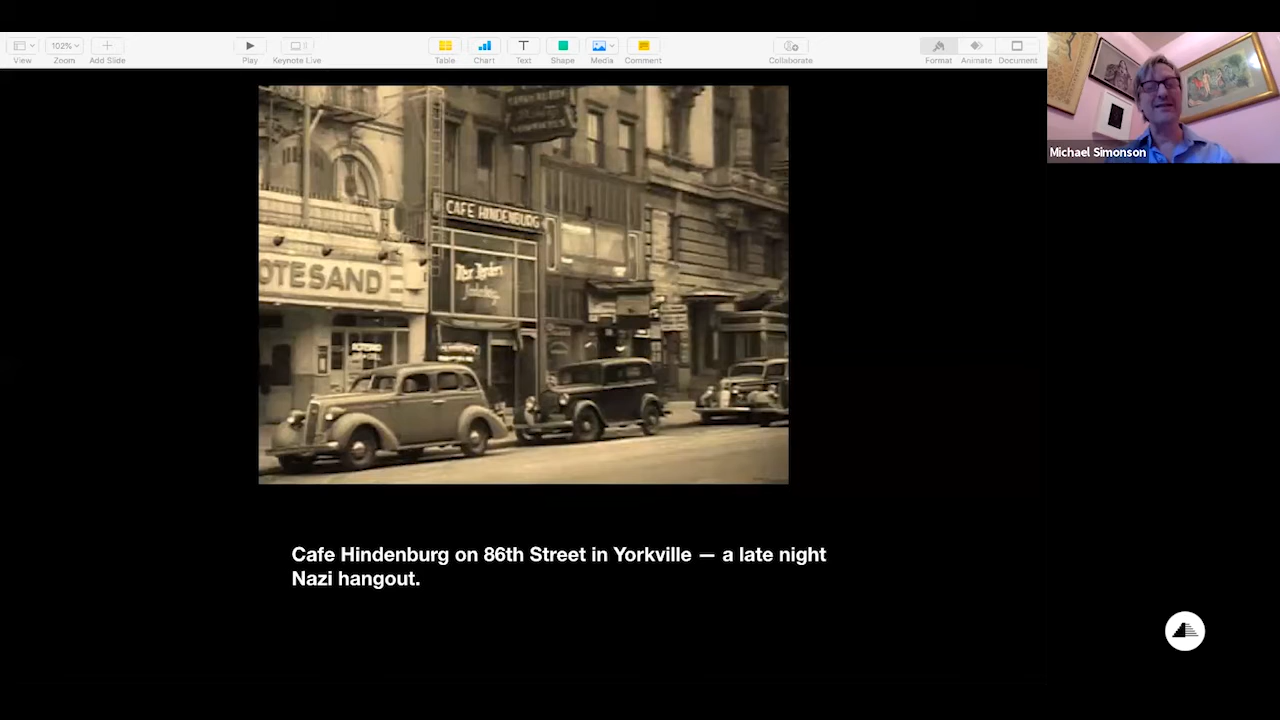 102%
View
Zoom
Add Slide
Play
Keynote Live
Table
Chart
Text
Shape
Media
Comment
Collaborate
Format
Animate
Document
Michael Simonson
CAFE HINDENBURG
OTESAND
Cafe Hindenburg on 86th Street in Yorkville — a late night
Nazi hangout.